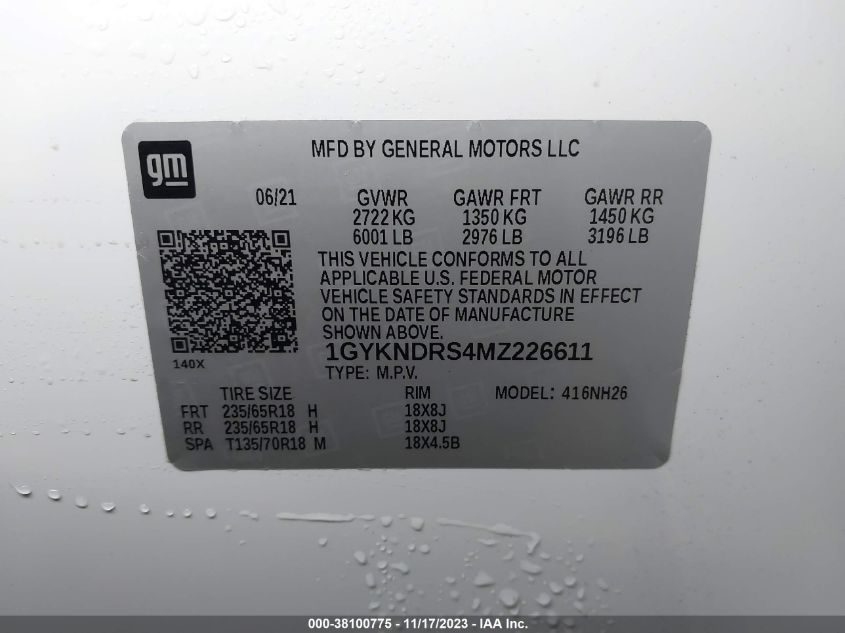 gm
MFD BY GENERAL MOTORS LLC
06/21 GVWR GAWR FRT GAWR RR
2722 KG 1350 KG 1450 KG
6001 LB 2976 LB 3196 LB
THIS VEHICLE CONFORMS TO ALL
APPLICABLE U.S. FEDERAL MOTOR
VEHICLE SAFETY STANDARDS IN EFFECT
ON THE DATE OF MANUFACTURE
SHOWN ABOVE.
1GYKNDRS4MZ226611
140X
TYPE: M.P.V.
TIRE SIZE RIM MODEL: 416NH26
FRT 235/65R18 H 18X8J
RR 235/65R18 H 18X8J
SPA T135/70R18 M 18X4.5B
000-38100775 - 11/17/2023 - IAA Inc.